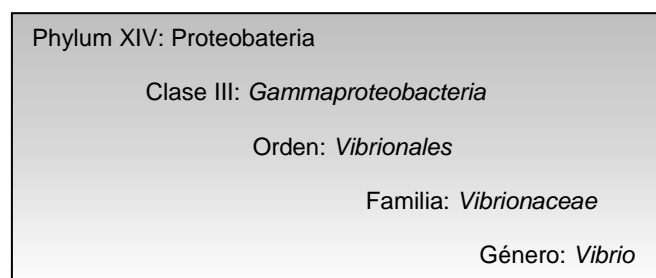 Phylum XIV: Proteobateria
Clase III: Gammaproteobacteria
Orden: Vibrionales
Familia: Vibrionaceae
Género: Vibrio